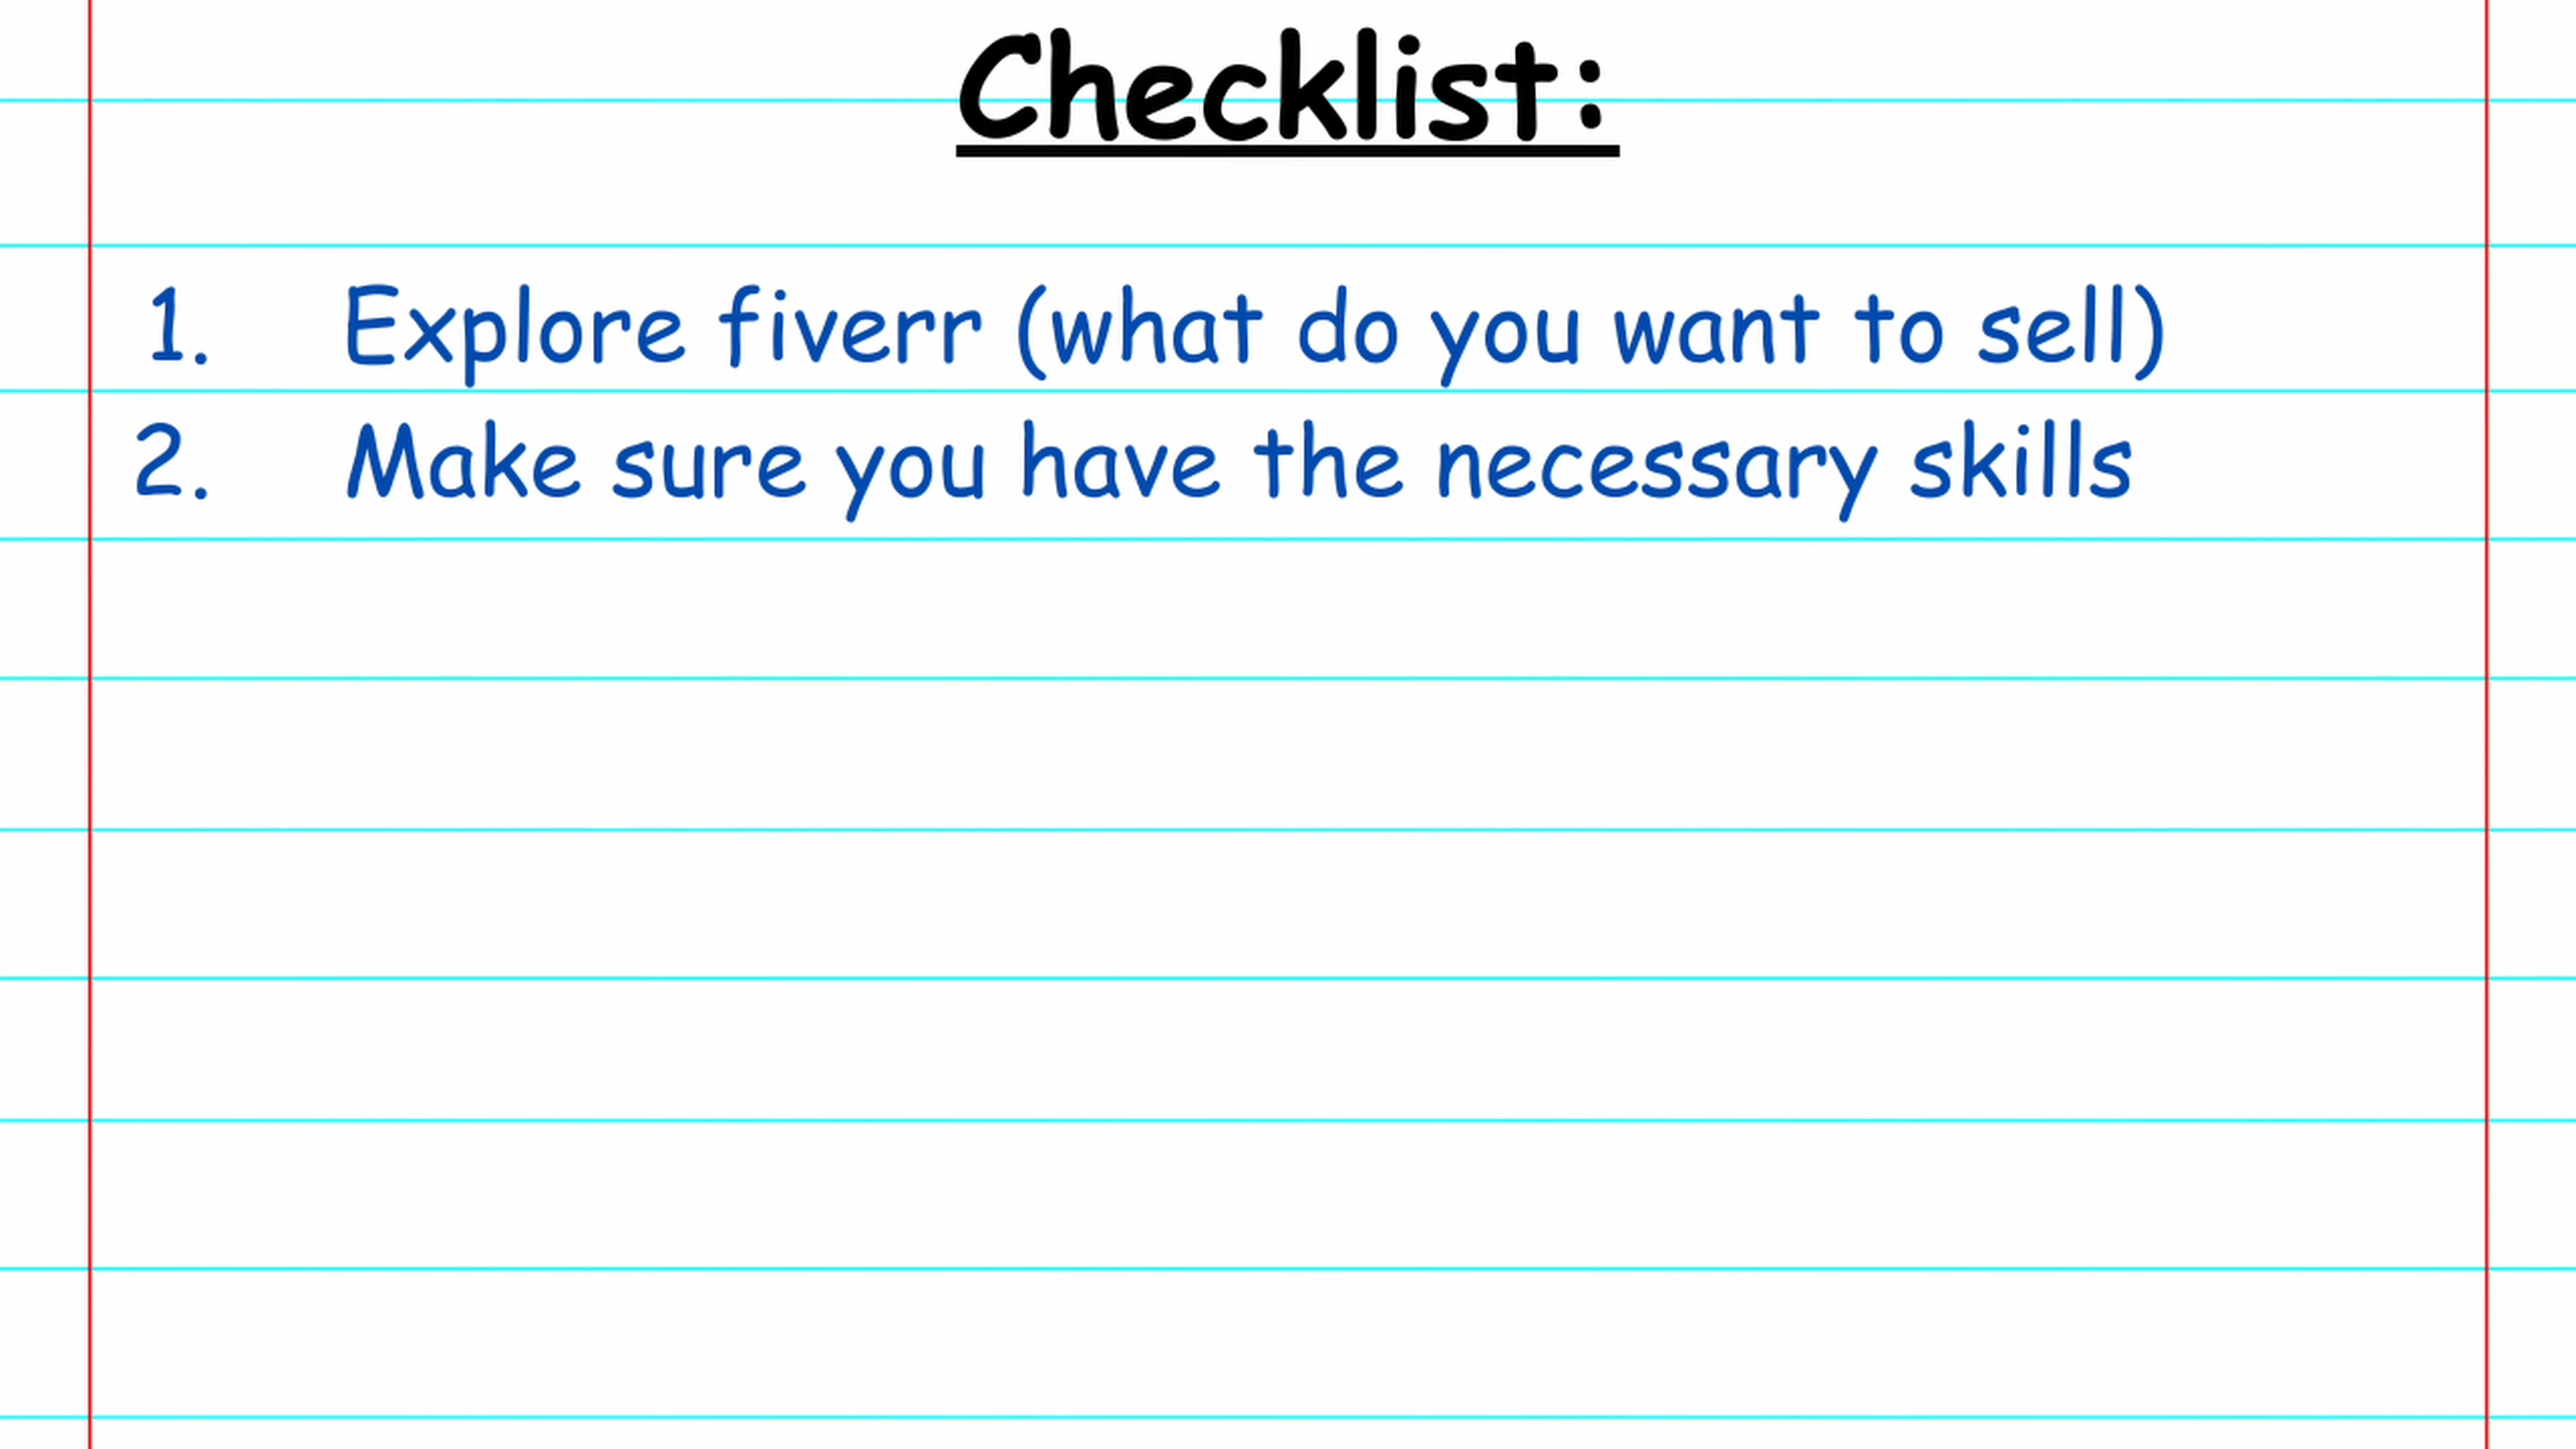 Checklist:
1. Explore fiverr (what do you want to sell)
2. Make sure you have the necessary skills